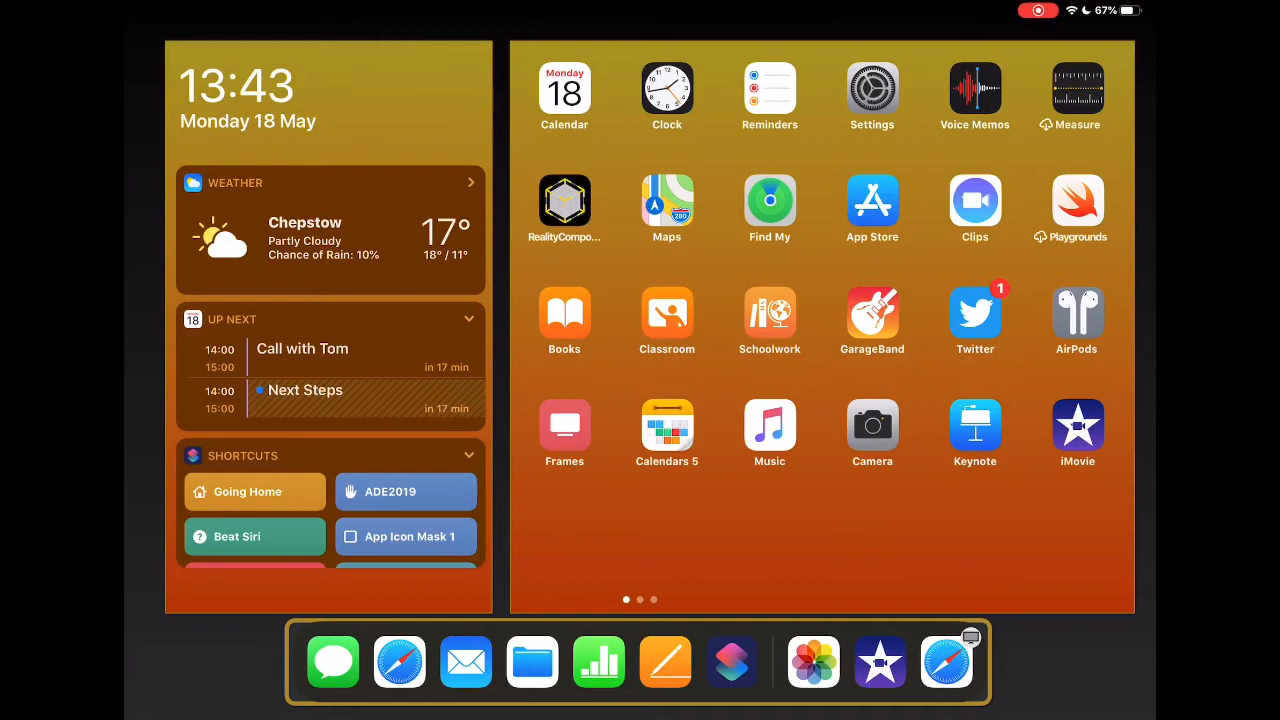 67%
13:43
Monday 18 May
WEATHER
Chepstow
Partly Cloudy
Chance of Rain: 10%
17°
18° / 11°
18
UP NEXT
14:00 Call with Tom
15:00 in 17 min
14:00 Next Steps
15:00 in 17 min
SHORTCUTS
Going Home
ADE2019
Beat Siri
App Icon Mask 1
Monday
18
12
280
1
Calendar Clock Reminders Settings Voice Memos Measure
RealityCompo... Maps Find My App Store Clips Playgrounds
Books Classroom Schoolwork GarageBand Twitter AirPods
Frames Calendars 5 Music Camera Keynote iMovie